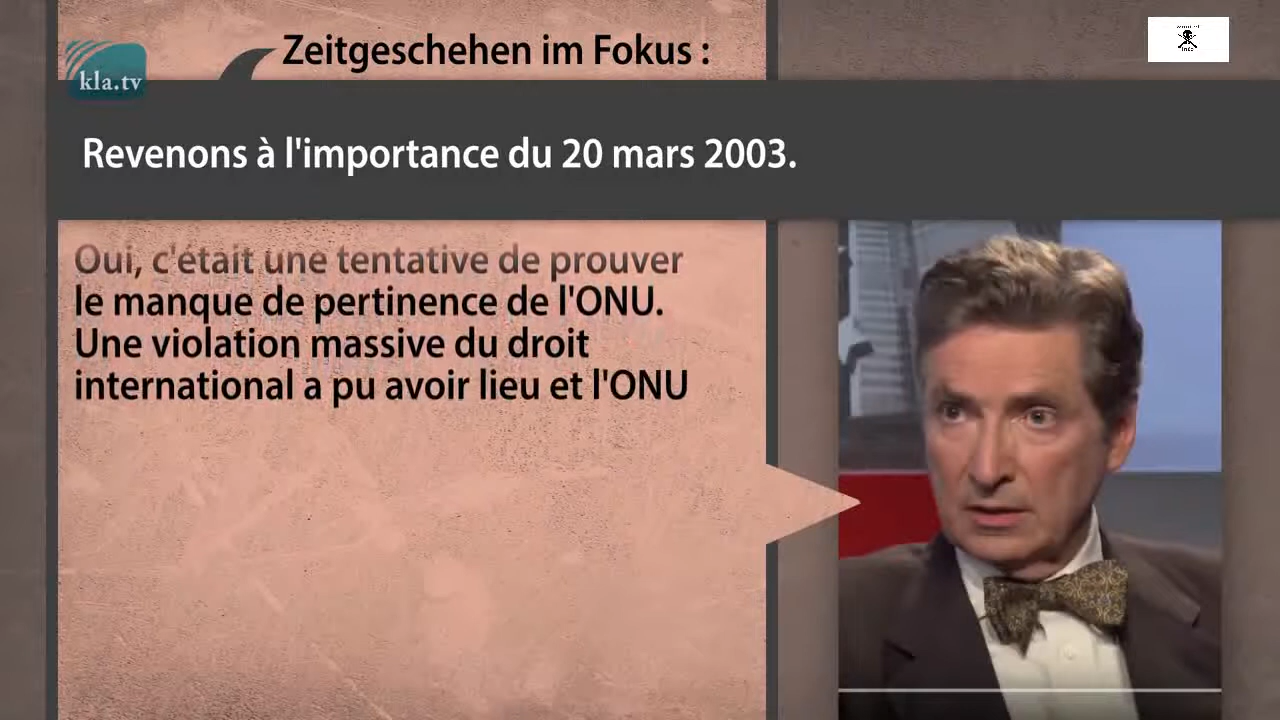 Zeitgeschehen im Fokus :
kla.tv
Revenons à l'importance du 20 mars 2003.
Oui, c'était une tentative de prouver
le manque de pertinence de l'ONU.
Une violation massive du droit
international a pu avoir lieu et l'ONU